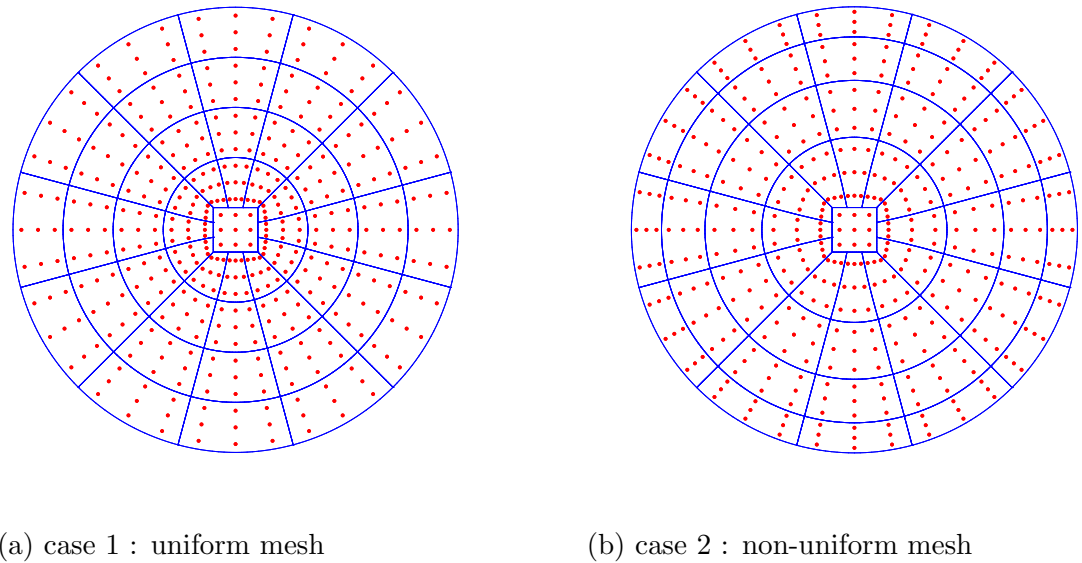 (a) case 1 : uniform mesh
(b) case 2 : non-uniform mesh